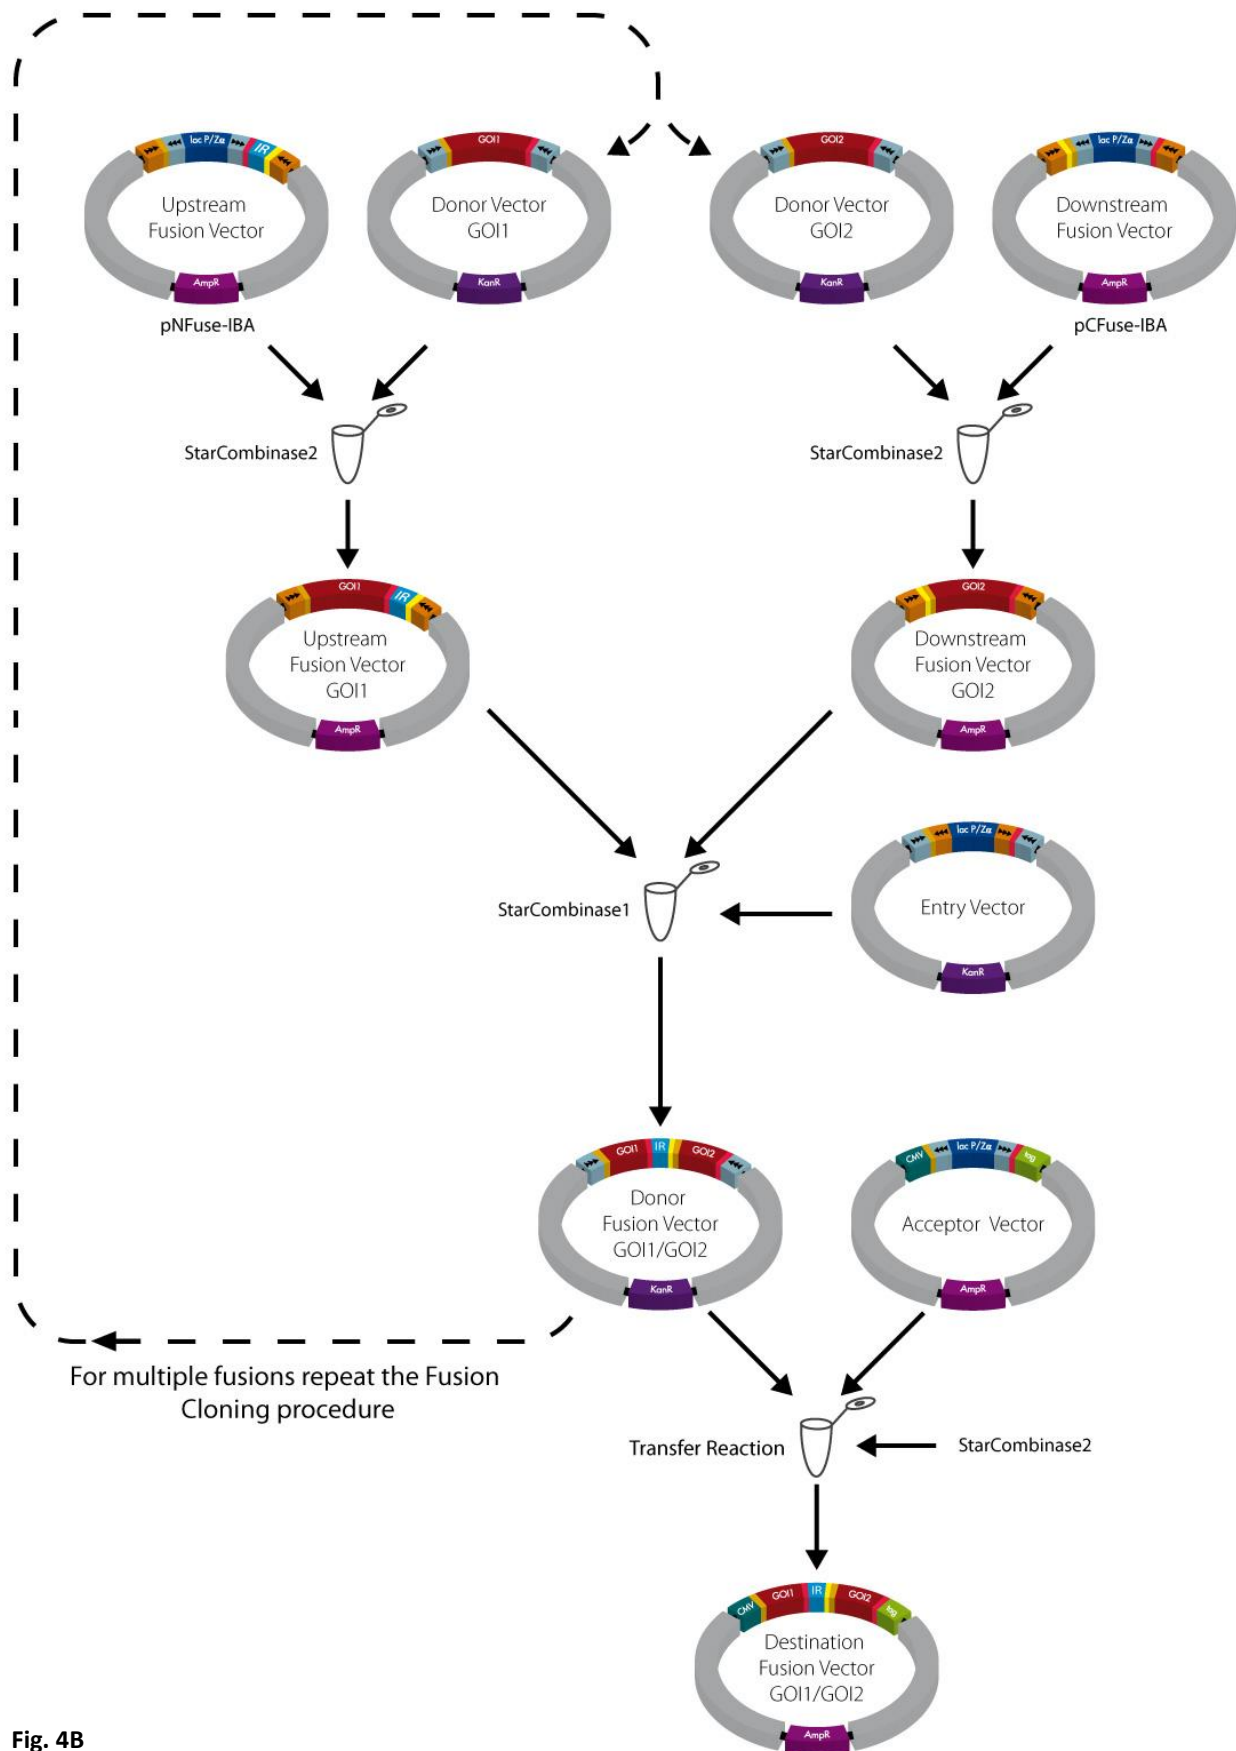 lac P/Zα
IR
Upstream
Fusion Vector
AmpR
pNFuse-IBA
GOI1
Donor Vector
GOI1
KanR
GOI2
Donor Vector
GOI2
KanR
lac P/Zα
Downstream
Fusion Vector
AmpR
pCFuse-IBA
StarCombinase2
StarCombinase2
GOI1
IR
Upstream
Fusion Vector
GOI1
AmpR
GOI2
Downstream
Fusion Vector
GOI2
AmpR
lac P/Zα
Entry Vector
KanR
StarCombinase1
GOI1
IR
GOI2
Donor
Fusion Vector
GOI1/GOI2
KanR
CMV
lac P/Zα
tag
Acceptor Vector
AmpR
For multiple fusions repeat the Fusion
Cloning procedure
Transfer Reaction
StarCombinase2
CMV
GOI1
IR
GOI2
tag
Destination
Fusion Vector
GOI1/GOI2
AmpR
Fig. 4B